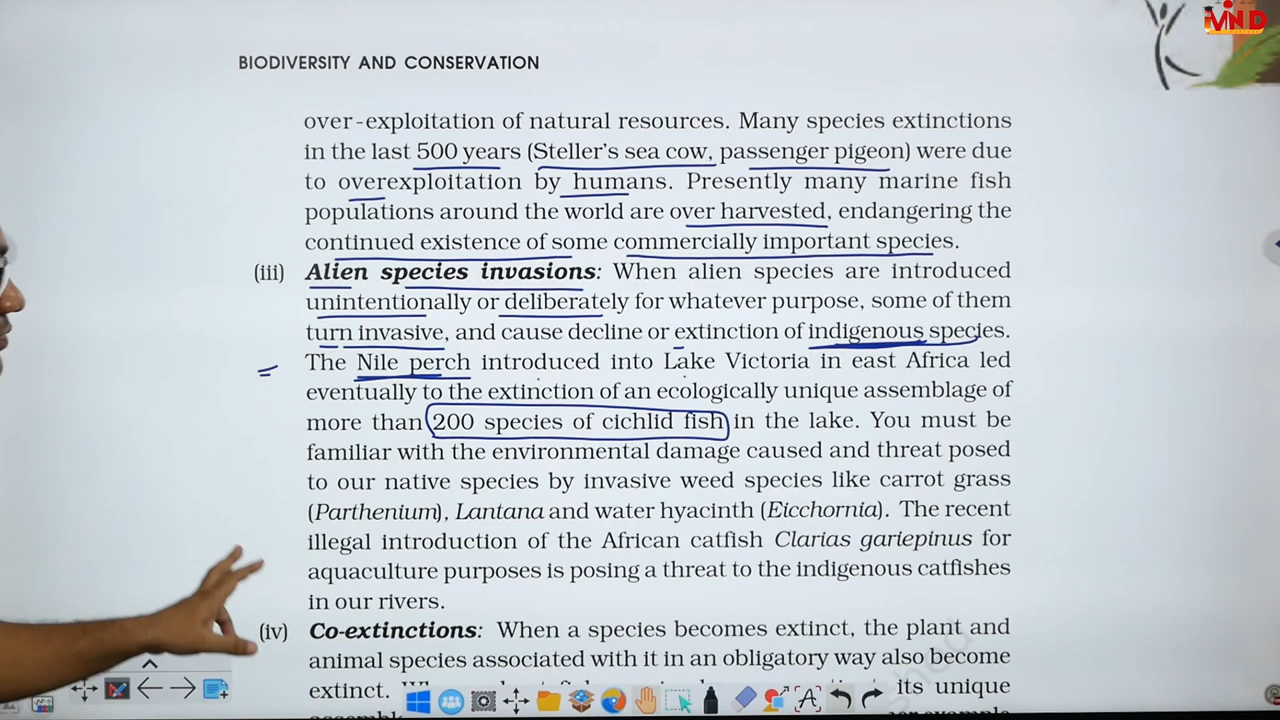 MVND
BIODIVERSITY AND CONSERVATION
over-exploitation of natural resources. Many species extinctions
in the last 500 years (Steller's sea cow, passenger pigeon) were due
to overexploitation by humans. Presently many marine fish
populations around the world are over harvested, endangering the
continued existence of some commercially important species.
(iii) Alien species invasions: When alien species are introduced
unintentionally or deliberately for whatever purpose, some of them
turn invasive, and cause decline or extinction of indigenous species.
The Nile perch introduced into Lake Victoria in east Africa led
eventually to the extinction of an ecologically unique assemblage of
more than 200 species of cichlid fish in the lake. You must be
familiar with the environmental damage caused and threat posed
to our native species by invasive weed species like carrot grass
(Parthenium), Lantana and water hyacinth (Eicchornia). The recent
illegal introduction of the African catfish Clarias gariepinus for
aquaculture purposes is posing a threat to the indigenous catfishes
in our rivers.
(iv) Co-extinctions: When a species becomes extinct, the plant and
animal species associated with it in an obligatory way also become
extinct. its unique